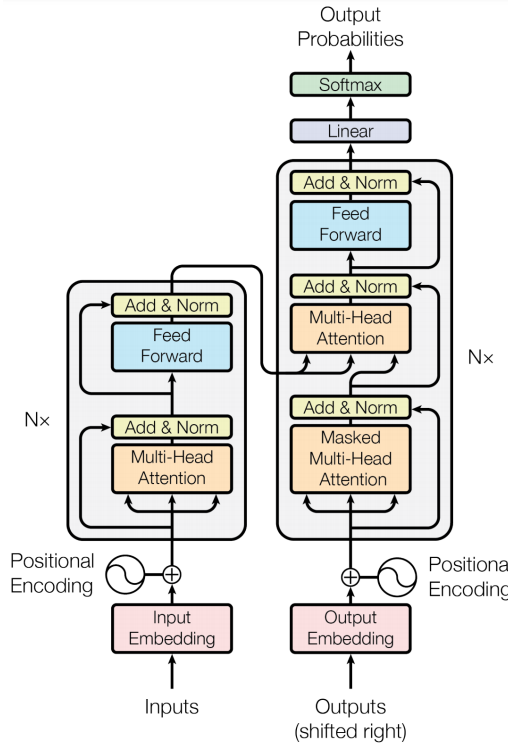 Output
Probabilities
Softmax
Linear
Add & Norm
Feed
Forward
Add & Norm
Multi-Head
Attention
Add & Norm
Masked
Multi-Head
Attention
Nx
Add & Norm
Feed
Forward
Add & Norm
Multi-Head
Attention
N×
Positional
Encoding
Positiona
Encoding
Input
Embedding
Output
Embedding
Inputs
Outputs
(shifted right)